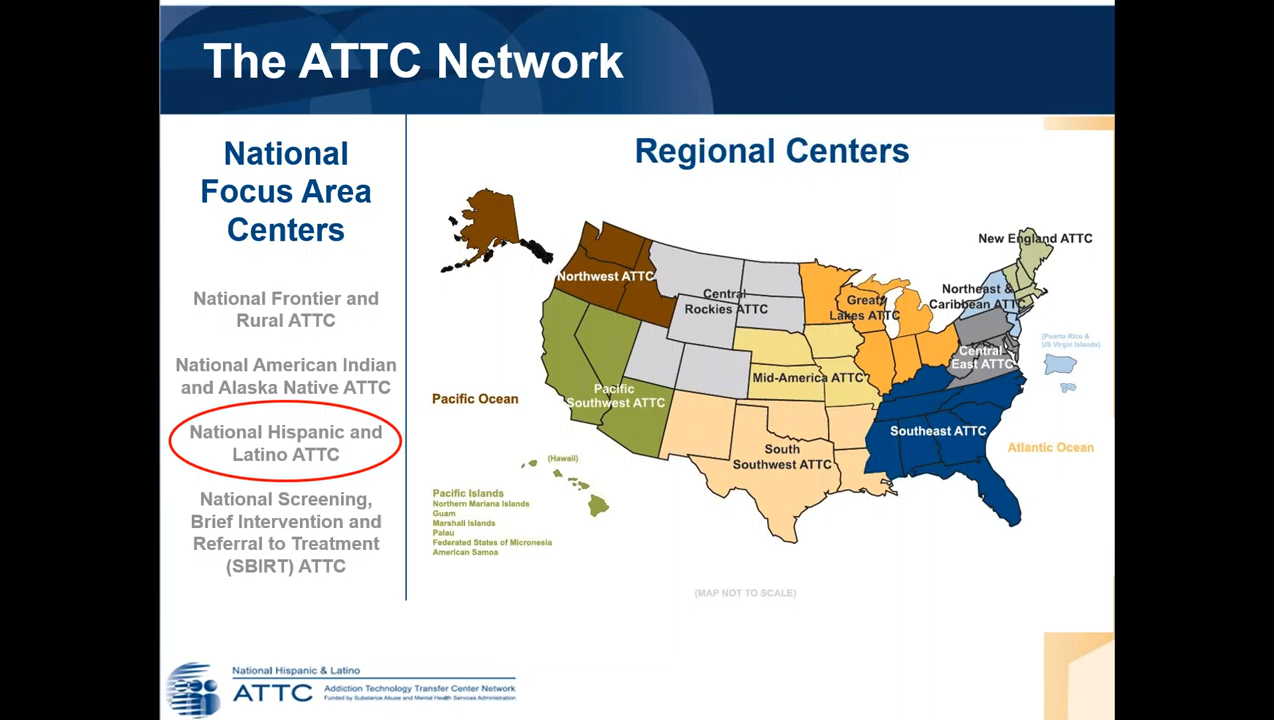 The ATTC Network
National
Focus Area
Centers
National Frontier and
Rural ATTC
National American Indian
and Alaska Native ATTC
National Hispanic and
Latino ATTC
National Screening,
Brief Intervention and
Referral to Treatment
(SBIRT) ATTC
Regional Centers
New England ATTC
Northwest ATTC
Central
Rockies ATTC
Great
Lakes ATTC
Northeast &
Caribbean ATTC
(Puerto Rico &
US Virgin Islands)
Central
East ATTC
Mid-America ATTC
Pacific
Southwest ATTC
Pacific Ocean
Southeast ATTC
Atlantic Ocean
South
Southwest ATTC
(Hawaii)
Pacific Islands
Northern Mariana Islands
Guam
Marshall Islands
Palau
Federated States of Micronesia
American Samoa
(MAP NOT TO SCALE)
National Hispanic & Latino
ATTC Addiction Technology Transfer Center Network
Funded by Substance Abuse and Mental Health Services Administration